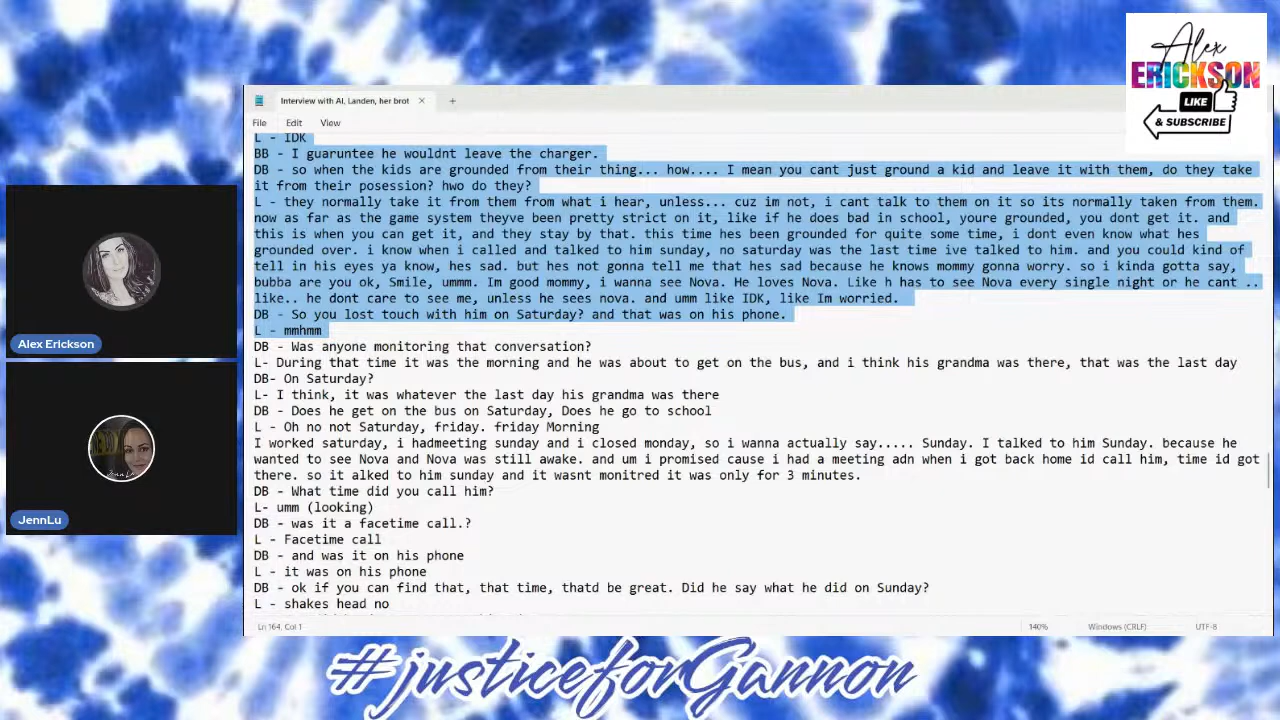 Alex
ERICKSON
LIKE
& SUBSCRIBE
Interview with Al, Landen, her brot
File Edit View
L - IDK
BB - I guaruntee he wouldnt leave the charger.
DB - so when the kids are grounded from their thing... how.... I mean you cant just ground a kid and leave it with them, do they take
it from their posession? hwo do they?
L - they normally take it from them from what i hear, unless... cuz im not, i cant talk to them on it so its normally taken from them.
now as far as the game system theyve been pretty strict on it, like if he does bad in school, youre grounded, you dont get it. and
this is when you can get it, and they stay by that. this time hes been grounded for quite some time, i dont even know what hes
grounded over. i know when i called and talked to him sunday, no saturday was the last time ive talked to him. and you could kind of
tell in his eyes ya know, hes sad. but hes not gonna tell me that hes sad because he knows mommy gonna worry. so i kinda gotta say,
bubba are you ok, Smile, ummm. Im good mommy, i wanna see Nova. He loves Nova. Like h has to see Nova every single night or he cant ..
like.. he dont care to see me, unless he sees nova. and umm like IDK, like Im worried.
DB - So you lost touch with him on Saturday? and that was on his phone.
L - mmhmm
DB - Was anyone monitoring that conversation?
L- During that time it was the morning and he was about to get on the bus, and i think his grandma was there, that was the last day
DB- On Saturday?
L- I think, it was whatever the last day his grandma was there
DB - Does he get on the bus on Saturday, Does he go to school
L - Oh no not Saturday, friday. friday Morning
I worked saturday, i hadmeeting sunday and i closed monday, so i wanna actually say..... Sunday. I talked to him Sunday. because he
wanted to see Nova and Nova was still awake. and um i promised cause i had a meeting adn when i got back home id call him, time id got
there. so it alked to him sunday and it wasnt monitred it was only for 3 minutes.
DB - What time did you call him?
L- umm (looking)
DB - was it a facetime call.?
L - Facetime call
DB - and was it on his phone
L - it was on his phone
DB - ok if you can find that, that time, thatd be great. Did he say what he did on Sunday?
L - shakes head no
Ln 164, Col 1 140% Windows (CRLF) UTF-8
Alex Erickson
JennLu
#justiceforGannon